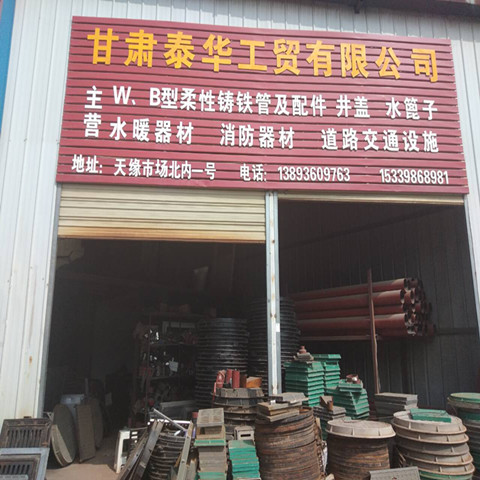 甘肃泰华工贸有限公司
主 W、B型柔性铸铁管及配件 井盖 水篦子
营 水暖器材 消防器材 道路交通设施
地址：天缘市场北内一号 电话：13893609763 15339868981